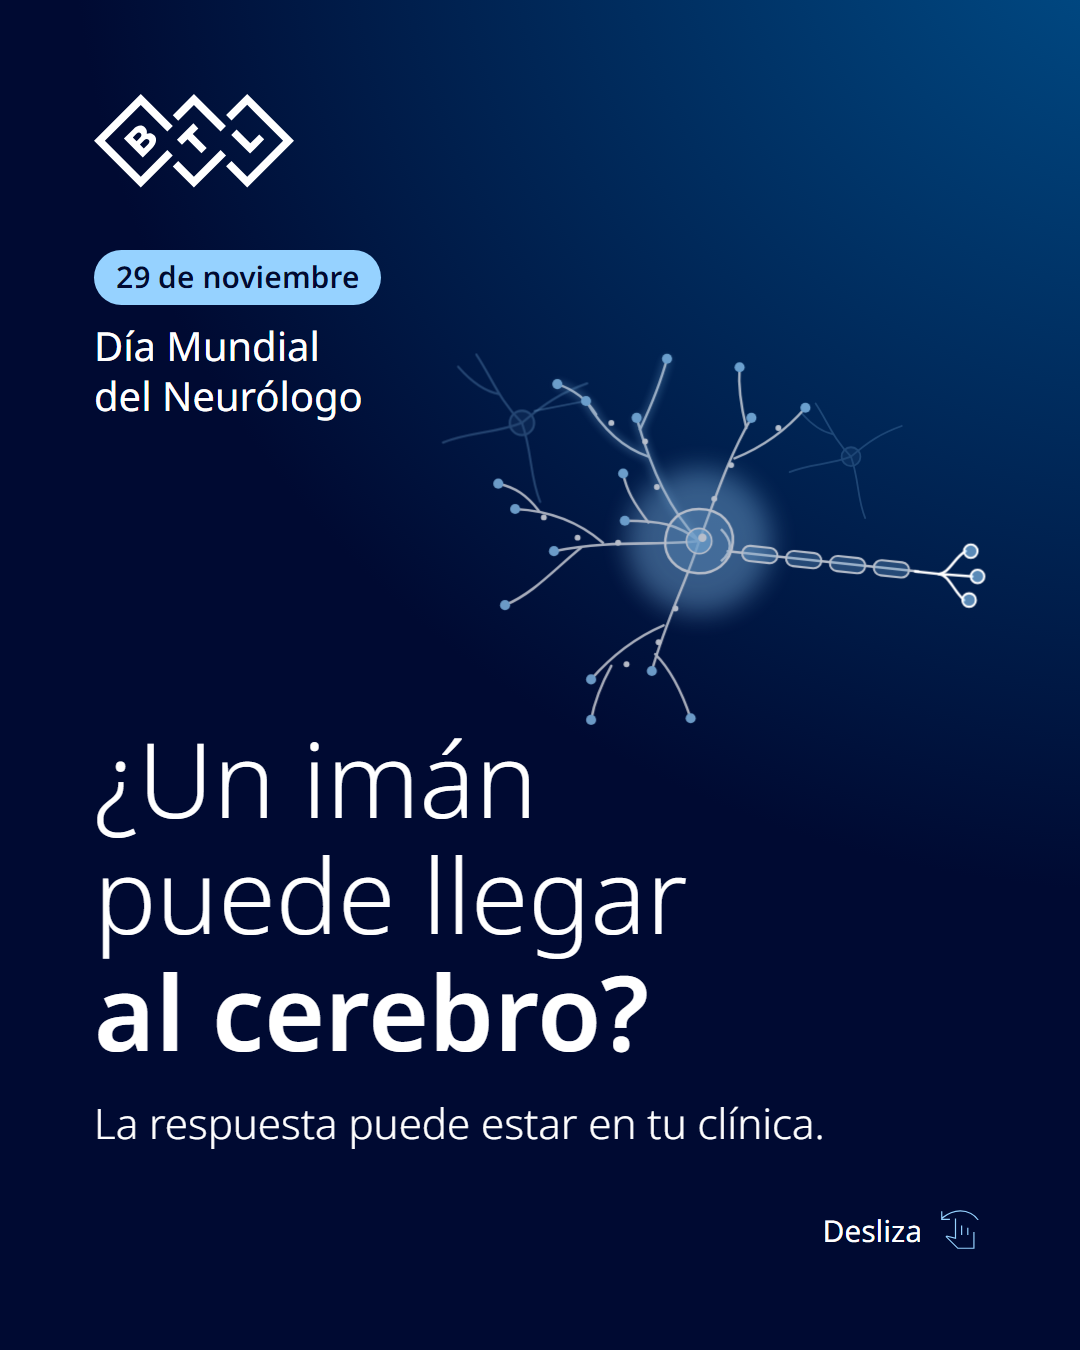 BTL
29 de noviembre
Día Mundial
del Neurólogo
¿Un imán
puede llegar
al cerebro?
La respuesta puede estar en tu clínica.
Desliza